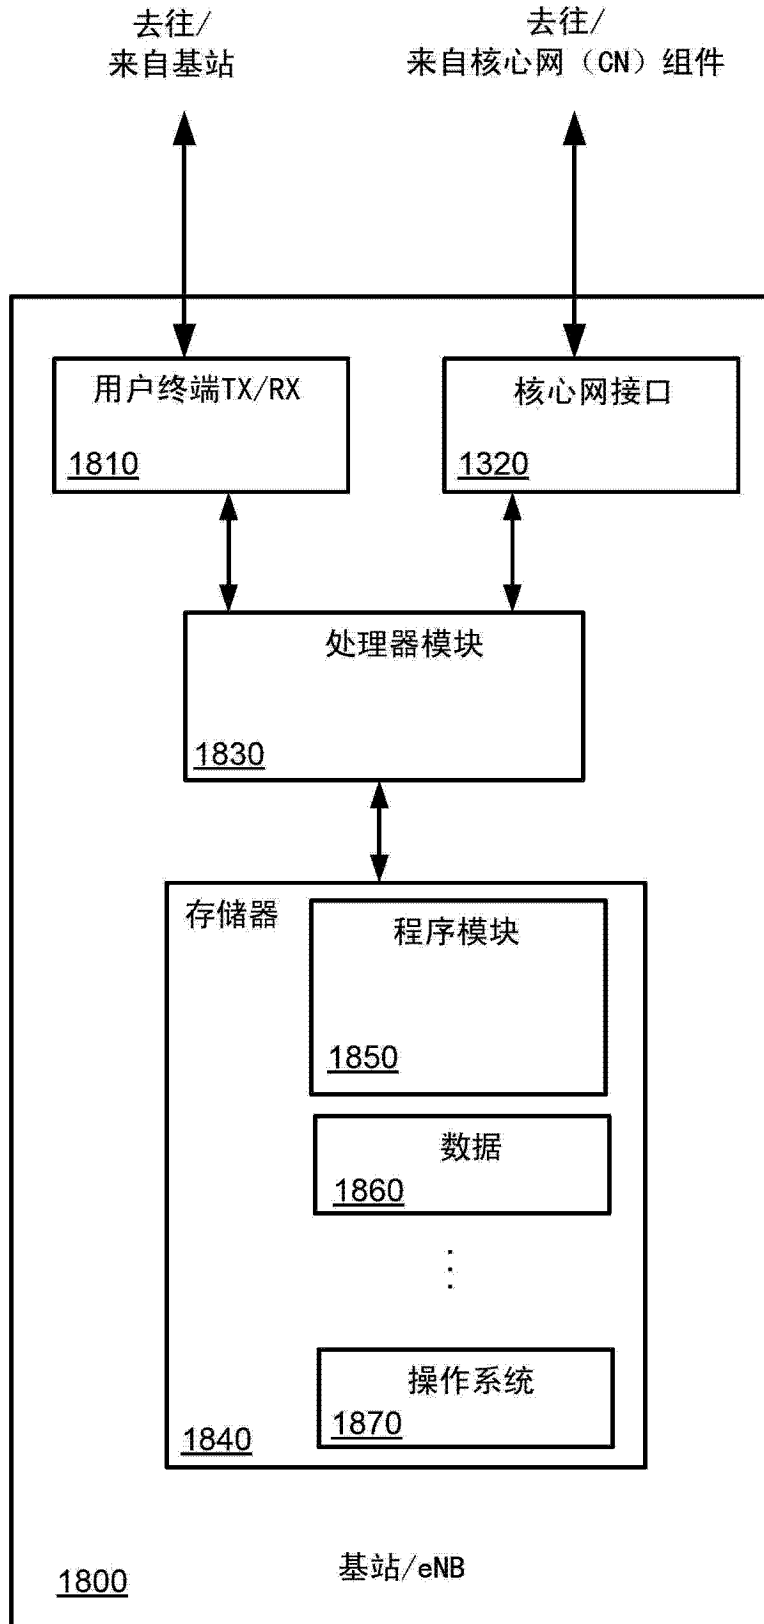 去往/
来自基站
去往/
来自核心网（CN）组件
用户终端TX/RX
1810
核心网接口
1320
处理器模块
1830
存储器
程序模块
1850
数据
1860
操作系统
1870
1840
基站/eNB
1800